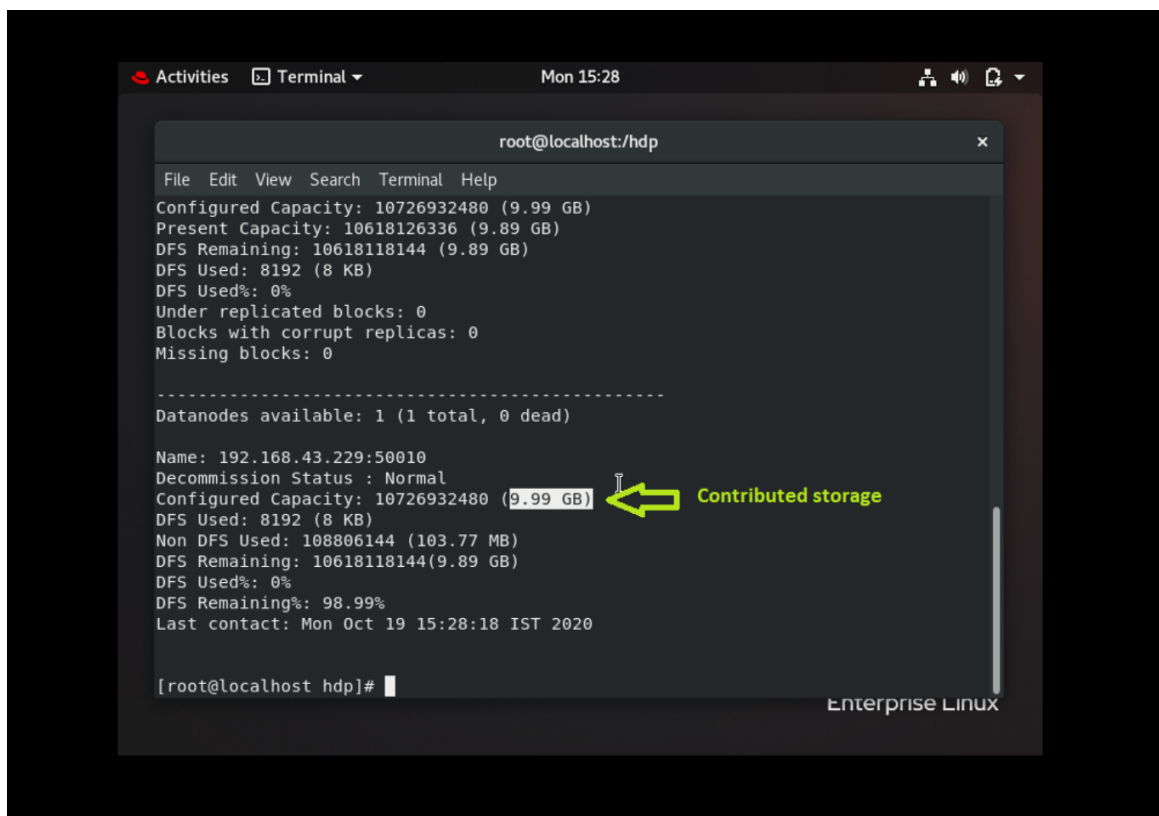 Activities Terminal Mon 15:28
root@localhost:/hdp ×
File Edit View Search Terminal Help
Configured Capacity: 10726932480 (9.99 GB)
Present Capacity: 10618126336 (9.89 GB)
DFS Remaining: 10618118144 (9.89 GB)
DFS Used: 8192 (8 KB)
DFS Used%: 0%
Under replicated blocks: 0
Blocks with corrupt replicas: 0
Missing blocks: 0
-------------------------------------------------
Datanodes available: 1 (1 total, 0 dead)
Name: 192.168.43.229:50010
Decommission Status : Normal
Configured Capacity: 10726932480 (9.99 GB) Contributed storage
DFS Used: 8192 (8 KB)
Non DFS Used: 108806144 (103.77 MB)
DFS Remaining: 10618118144(9.89 GB)
DFS Used%: 0%
DFS Remaining%: 98.99%
Last contact: Mon Oct 19 15:28:18 IST 2020
[root@localhost hdp]#
Enterprise Linux